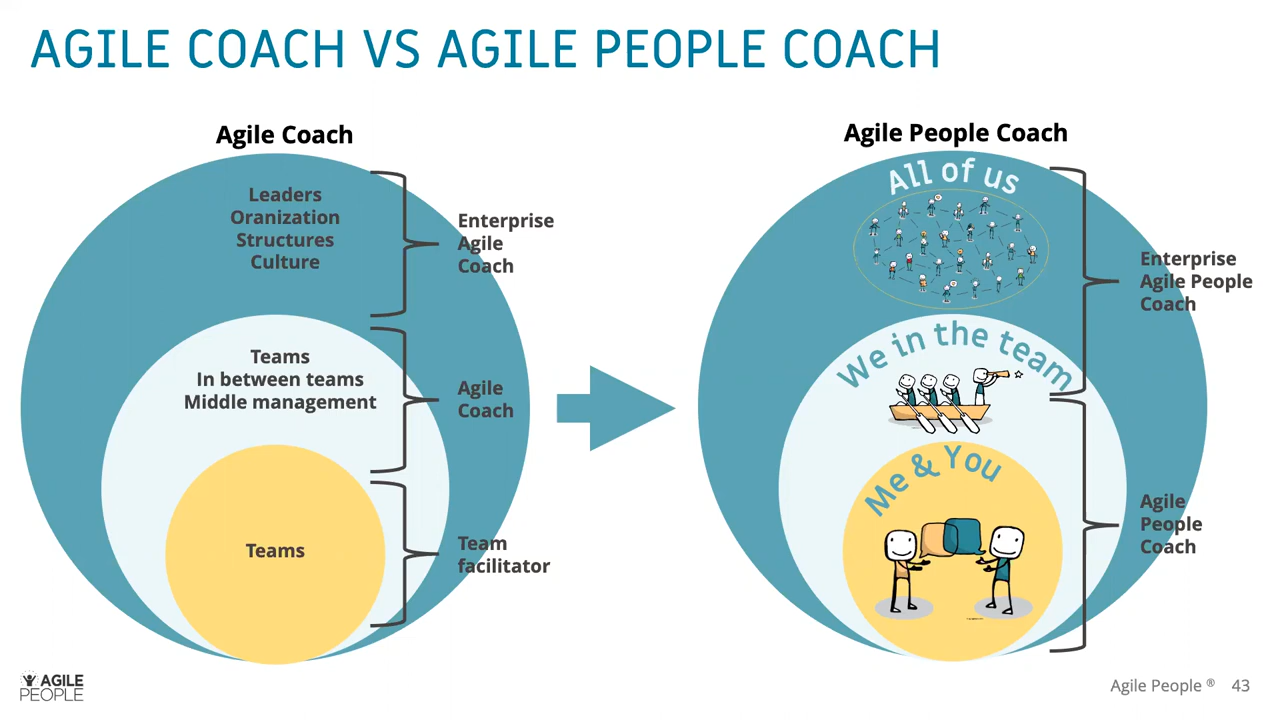 AGILE COACH VS AGILE PEOPLE COACH
Agile Coach
Leaders
Oranization
Structures
Culture
Enterprise
Agile
Coach
Teams
In between teams
Middle management
Agile
Coach
Teams
Team
facilitator
Agile People Coach
All of us
Enterprise
Agile People
Coach
We in the team
Me & You
Agile
People
Coach
AGILE
PEOPLE
Agile People ® 43